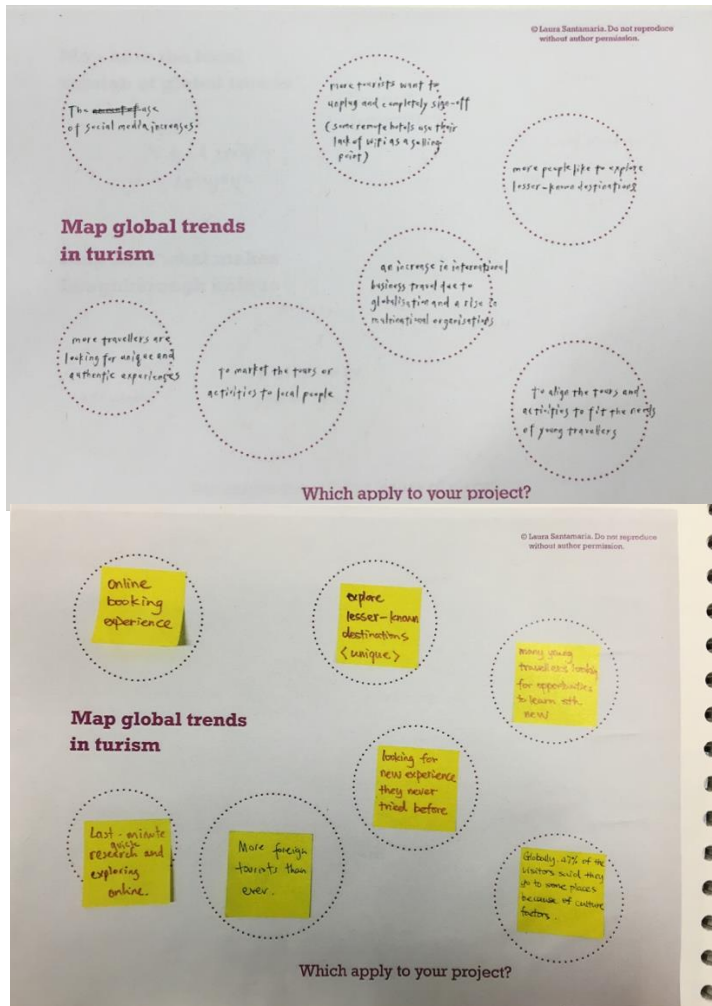 © Laura Santamaria. Do not reproduce
without author permission.
The use
of social media increases
more tourists want to
unplug and completely sign-off
(some remote hotels use their
lack of wifi as a selling
point)
more people like to explore
lesser-known destinations
Map global trends
in turism
an increase in international
business travel due to
globalisation and a rise in
multinational organisations
more travellers are
looking for unique and
authentic experiences
To market the tours or
activities to local people
To align the tours and
activities to fit the needs
of young travellers
Which apply to your project?
© Laura Santamaria. Do not reproduce
without author permission.
online
booking
experience
explore
lesser-known
destinations
<unique>
many young
travellers looking
for opportunities
to learn sth
new
Map global trends
in turism
looking for
new experience
they never
tried before
Last-minute
quick
research and
exploring
online.
More foreign
tourists than
ever.
Globally. 27% of the
visitors said they
go to some places
because of culture
factors.
Which apply to your project?